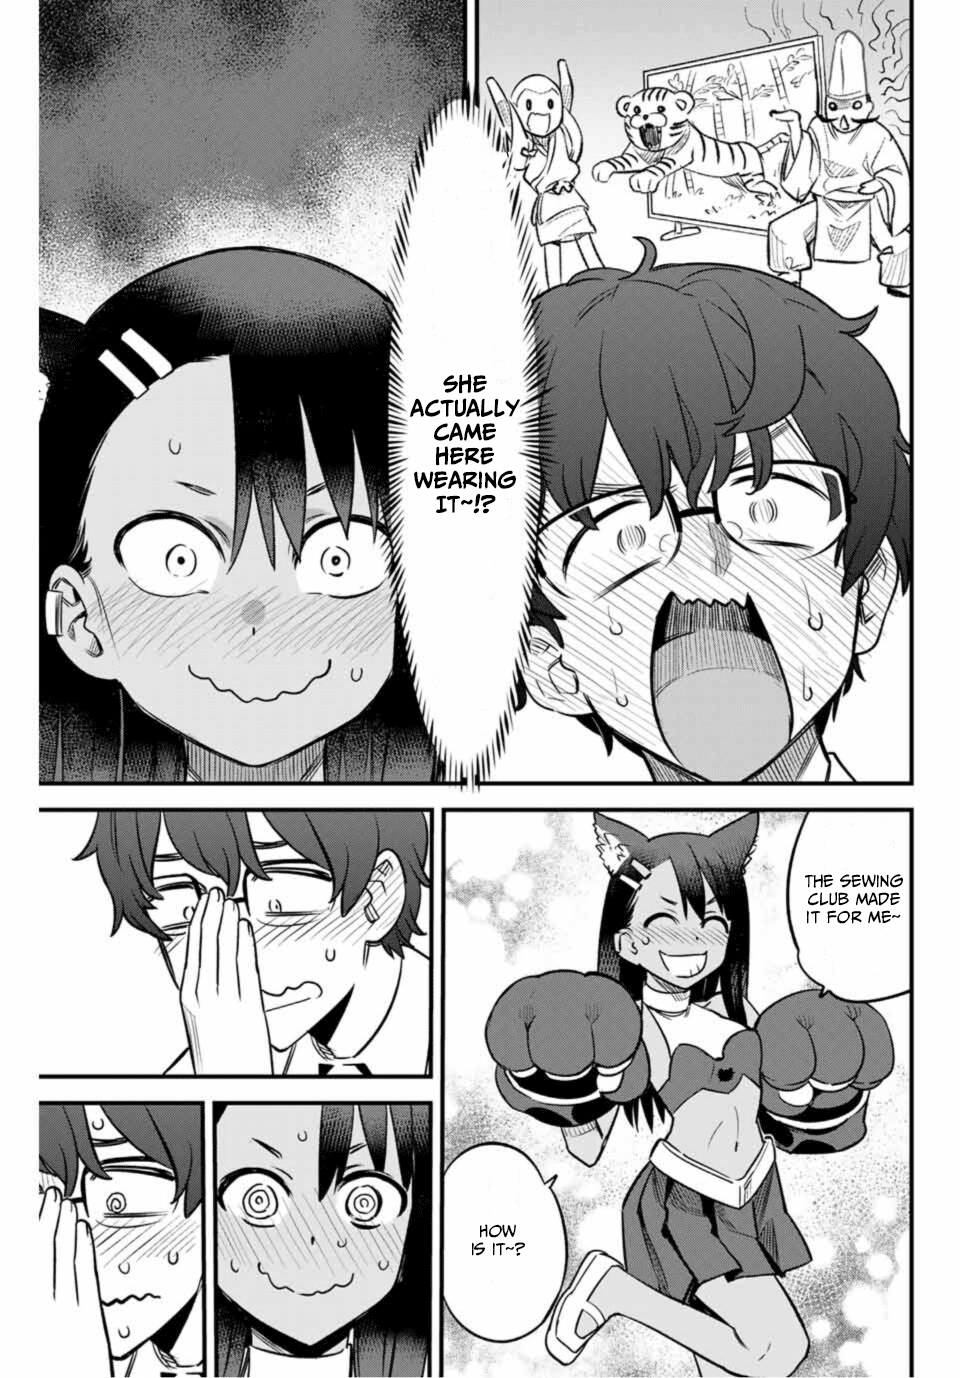 SHE
ACTUALLY
CAME
HERE
WEARING
IT~!?
THE SEWING
CLUB MADE
IT FOR ME~
HOW
IS IT~?